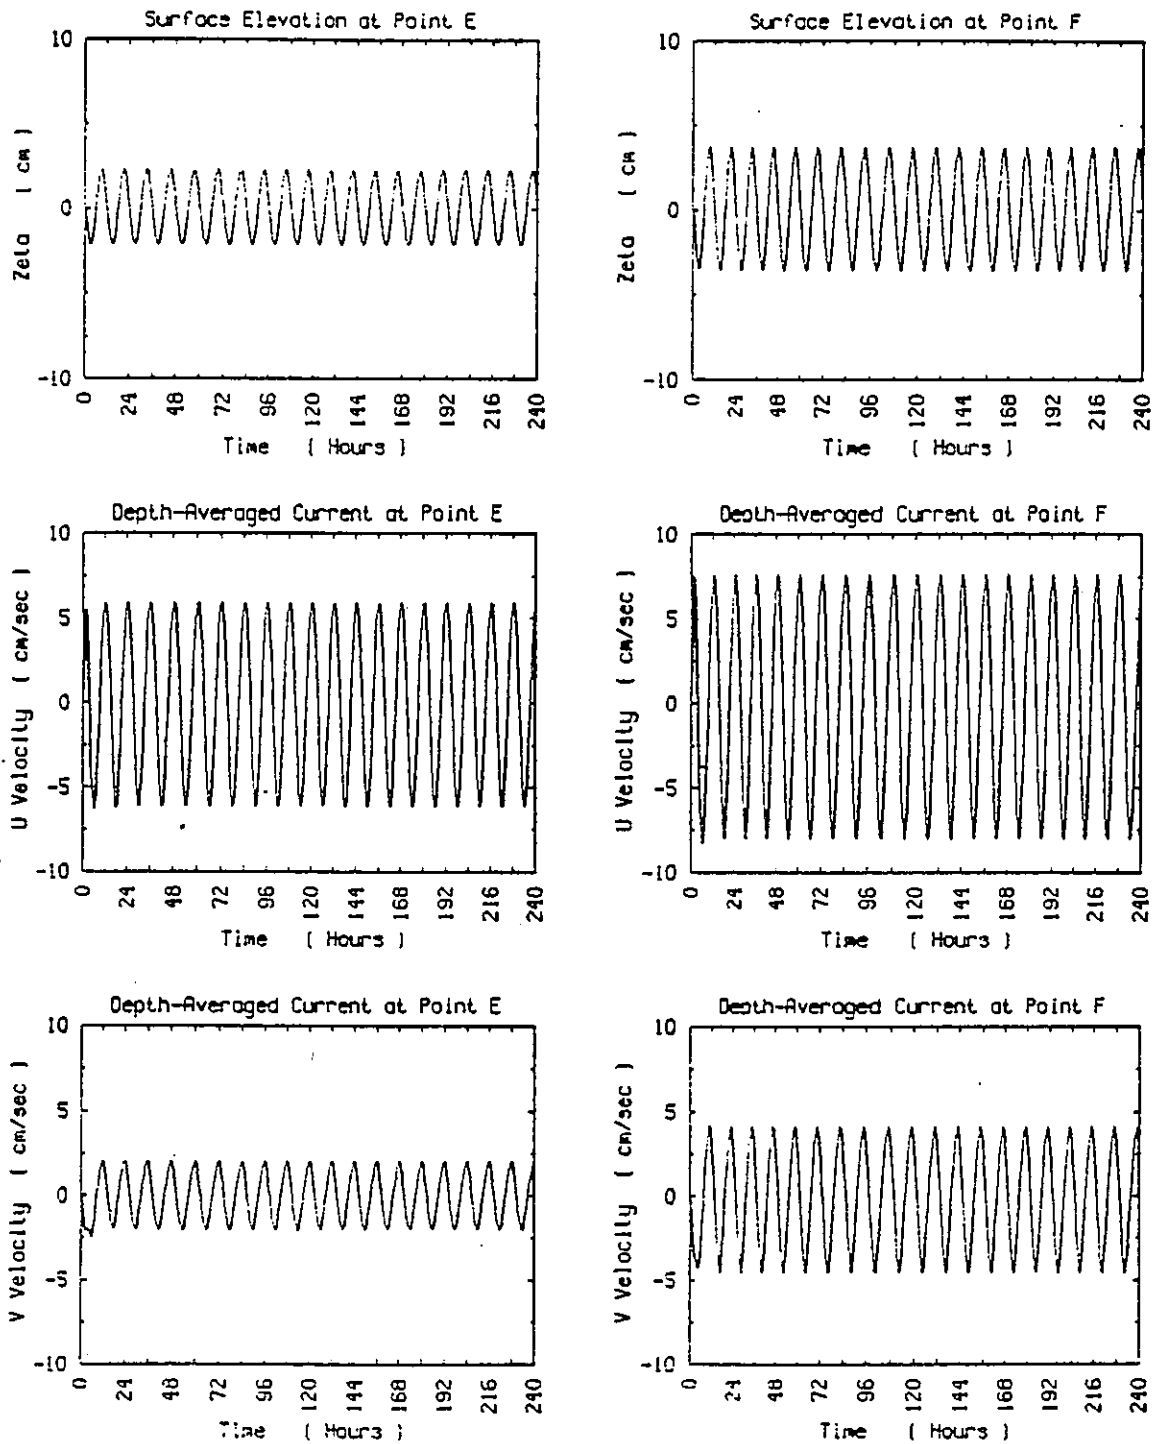 Surface Elevation at Point E
10
0
-10
Zeta ( cm )
0 24 48 72 96 120 144 168 192 216 240
Time ( Hours )
Surface Elevation at Point F
10
0
-10
Zeta ( cm )
0 24 48 72 96 120 144 168 192 216 240
Time ( Hours )
Depth-Averaged Current at Point E
10
5
0
-5
-10
U Velocity ( cm/sec )
0 24 48 72 96 120 144 168 192 216 240
Time ( Hours )
Depth-Averaged Current at Point F
10
5
0
-5
-10
U Velocity ( cm/sec )
0 24 48 72 96 120 144 168 192 216 240
Time ( Hours )
Depth-Averaged Current at Point E
10
5
0
-5
-10
V Velocity ( cm/sec )
0 24 48 72 96 120 144 168 192 216 240
Time ( Hours )
Depth-Averaged Current at Point F
10
5
0
-5
-10
V Velocity ( cm/sec )
0 24 48 72 96 120 144 168 192 216 240
Time ( Hours )